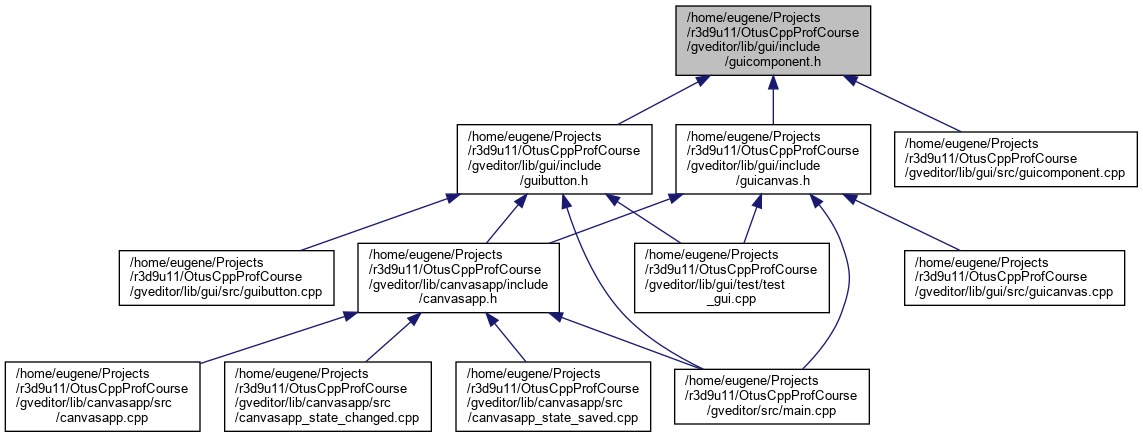 /home/eugene/Projects
/r3d9u11/OtusCppProfCourse
/gveditor/lib/gui/include
/guicomponent.h
/home/eugene/Projects
/r3d9u11/OtusCppProfCourse
/gveditor/lib/gui/include
/guibutton.h
/home/eugene/Projects
/r3d9u11/OtusCppProfCourse
/gveditor/lib/gui/include
/guicanvas.h
/home/eugene/Projects
/r3d9u11/OtusCppProfCourse
/gveditor/lib/gui/src/guicomponent.cpp
/home/eugene/Projects
/r3d9u11/OtusCppProfCourse
/gveditor/lib/gui/src/guibutton.cpp
/home/eugene/Projects
/r3d9u11/OtusCppProfCourse
/gveditor/lib/canvasapp/include
/canvasapp.h
/home/eugene/Projects
/r3d9u11/OtusCppProfCourse
/gveditor/lib/gui/test/test
_gui.cpp
/home/eugene/Projects
/r3d9u11/OtusCppProfCourse
/gveditor/lib/gui/src/guicanvas.cpp
/home/eugene/Projects
/r3d9u11/OtusCppProfCourse
/gveditor/lib/canvasapp/src
/canvasapp.cpp
/home/eugene/Projects
/r3d9u11/OtusCppProfCourse
/gveditor/lib/canvasapp/src
/canvasapp_state_changed.cpp
/home/eugene/Projects
/r3d9u11/OtusCppProfCourse
/gveditor/lib/canvasapp/src
/canvasapp_state_saved.cpp
/home/eugene/Projects
/r3d9u11/OtusCppProfCourse
/gveditor/src/main.cpp